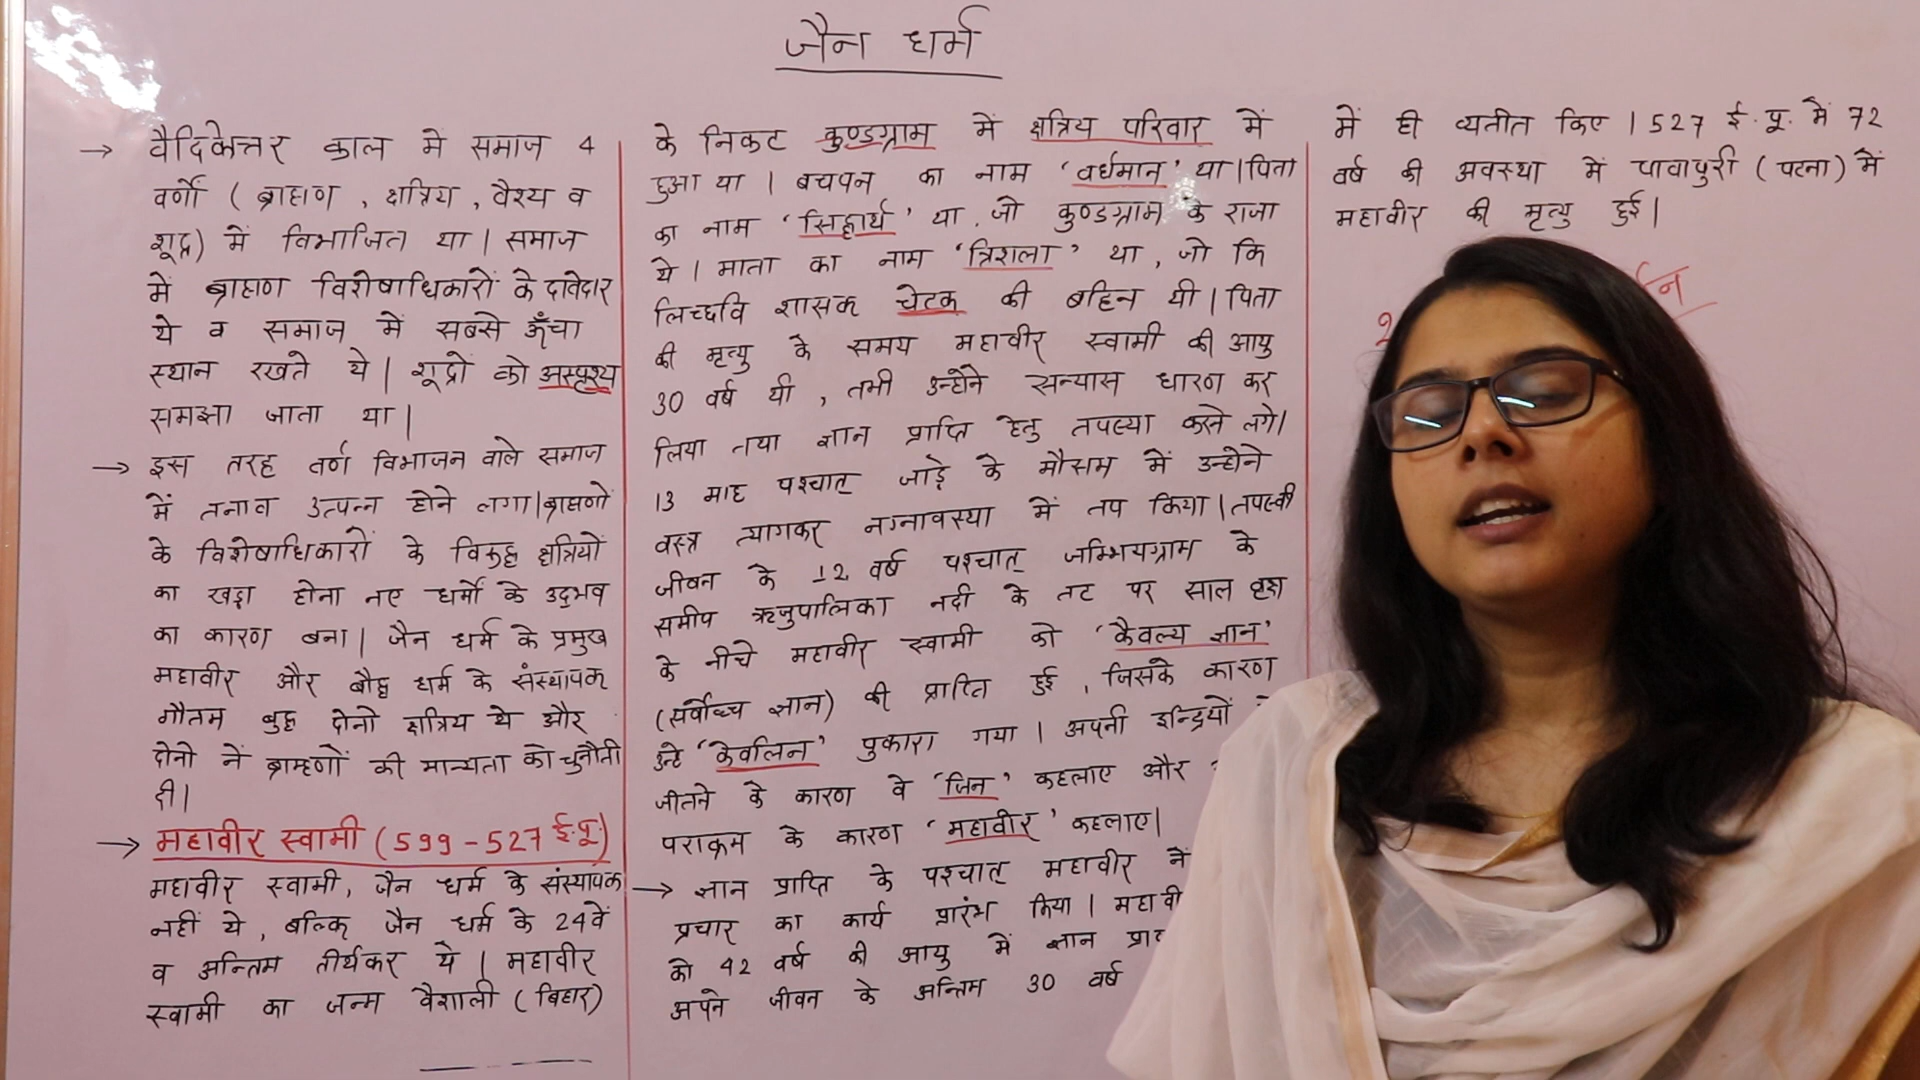 जैन धर्म
→ वैदिकेत्तर काल मे समाज 4
वर्णों ( ब्राह्मण , क्षत्रिय , वैश्य व
शूद्र) में विभाजित था | समाज
में ब्राह्मण विशेषाधिकारों के दावेदार
थे व समाज में सबसे ऊँचा
स्थान रखते थे | शूद्रो को अस्पृश्य
समझा जाता था |
→ इस तरह वर्ण विभाजन वाले समाज
में तनाव उत्पन्न होने लगा | ब्राह्मणों
के विशेषाधिकारों के विरुद्ध क्षत्रियों
का खड़ा होना नए धर्मों के उद्भव
का कारण बना | जैन धर्म के प्रमुख
महावीर और बौद्ध धर्म के संस्थापक
गौतम बुद्ध दोनो क्षत्रिय थे और
दोनो नें ब्राम्हणों की मान्यता को चुनौती
दी |
→ महावीर स्वामी (599-527 ई.पू.)
महावीर स्वामी, जैन धर्म के संस्थापक
नहीं थे , बल्कि जैन धर्म के 24वें
व अन्तिम तीर्थकर थे | महावीर
स्वामी का जन्म वैशाली ( बिहार)
के निकट कुण्डग्राम में क्षत्रिय परिवार में
हुआ था | बचपन का नाम 'वर्धमान' था | पिता
का नाम 'सिद्धार्थ' था , जो कुण्डग्राम के राजा
थे | माता का नाम 'त्रिशला' था , जो कि
लिच्छवि शासक चेटक की बहिन थी | पिता
की मृत्यु के समय महावीर स्वामी की आयु
30 वर्ष थी , तभी उन्होंने सन्यास धारण कर
लिया तथा ज्ञान प्राप्ति हेतु तपस्या करने लगे |
13 माह पश्चात् जाड़े के मौसम में उन्होंने
वस्त्र त्यागकर नग्नावस्था में तप किया | तपस्वी
जीवन के 12 वर्ष पश्चात् जम्भियग्राम के
समीप ऋजुपालिका नदी के तट पर साल वृक्ष
के नीचे महावीर स्वामी को 'कैवल्य ज्ञान'
(सर्वोच्च ज्ञान) की प्राप्ति हुई , जिसके कारण
उन्हे 'केवलिन' पुकारा गया | अपनी इन्द्रियों
जीतने के कारण वे 'जिन' कहलाए और
पराक्रम के कारण 'महावीर' कहलाए |
→ ज्ञान प्राप्ति के पश्चात् महावीर नें
प्रचार का कार्य प्रारंभ किया | महावी
को 42 वर्ष की आयु में ज्ञान
अपने जीवन के अन्तिम 30 वर्ष
में ही व्यतीत किए | 527 ई.पू. में 72
वर्ष की अवस्था में पावापुरी ( पटना) में
महावीर की मृत्यु हुई |